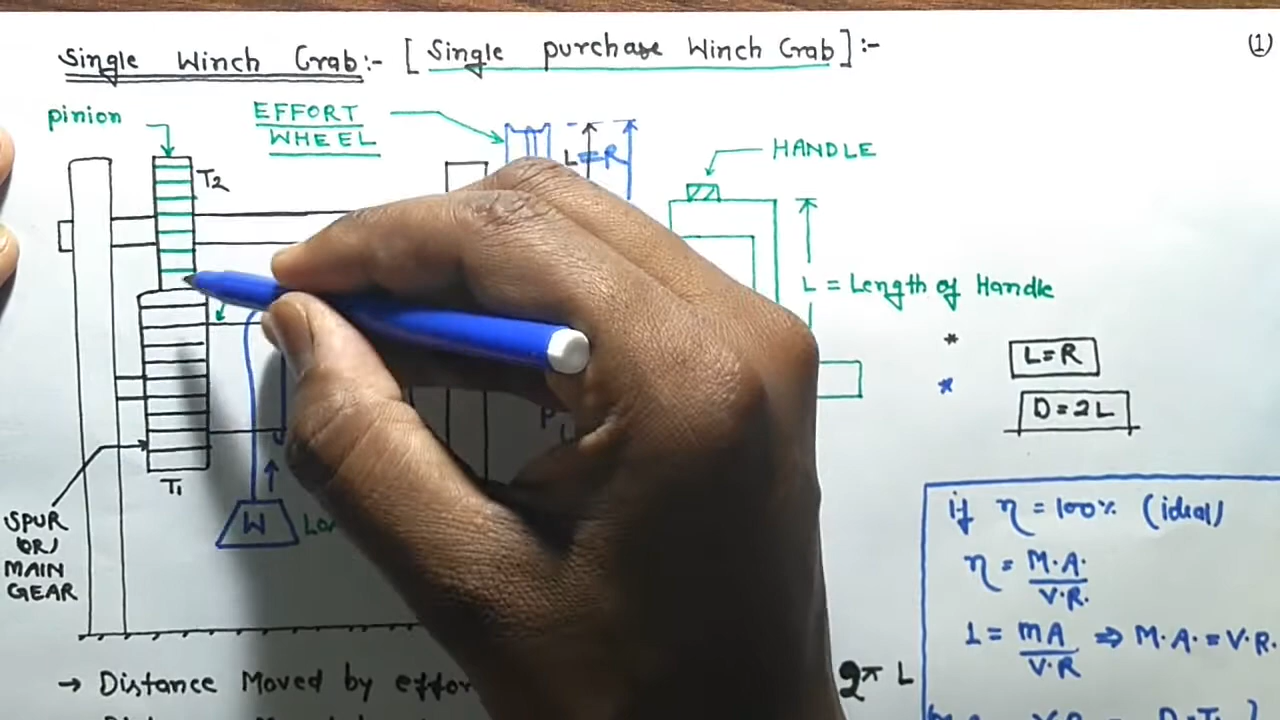 Single Winch Crab:- [Single purchase Winch Crab]:-
(1)
pinion
EFFORT
WHEEL
L=R
HANDLE
T2
L = Length of Handle
* L=R
* D=2L
T1
SPUR
(OR)
MAIN
GEAR
W
if η = 100% (ideal)
η = M.A. / V.R.
1 = MA / V.R ⇒ M.A. = V.R.
→ Distance Moved by effor
2π L